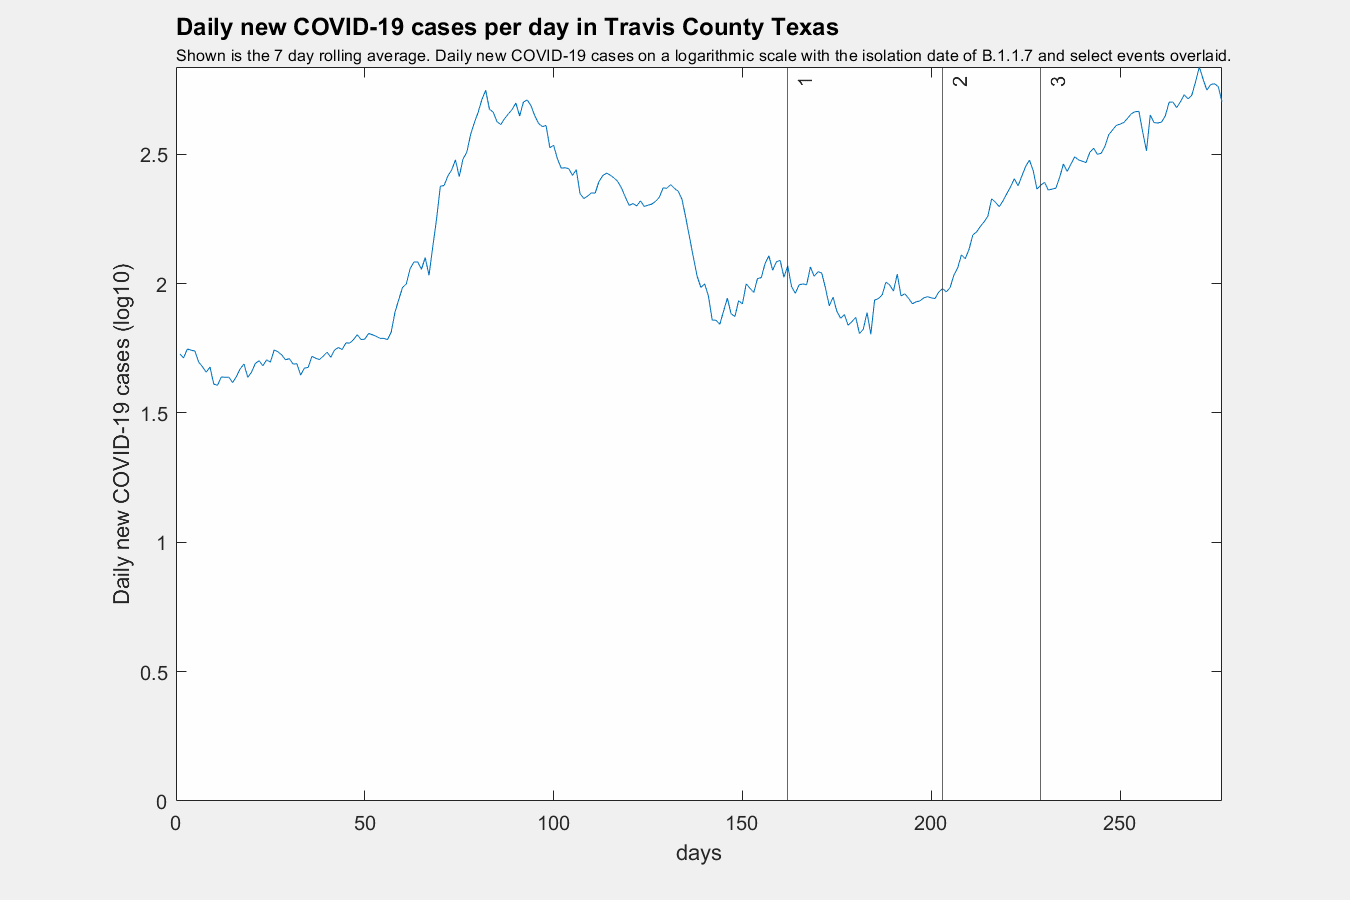 Daily new COVID-19 cases per day in Travis County Texas
Shown is the 7 day rolling average. Daily new COVID-19 cases on a logarithmic scale with the isolation date of B.1.1.7 and select events overlaid.
1
2
3
2.5
2
1.5
1
0.5
0
Daily new COVID-19 cases (log10)
0 50 100 150 200 250
days